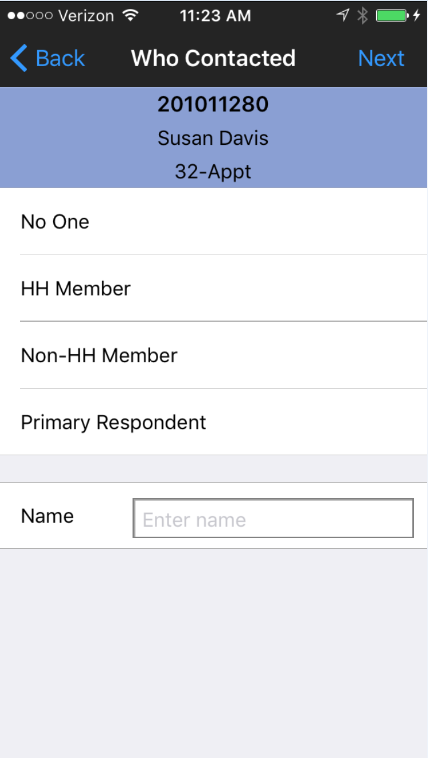 Verizon 11:23 AM
Back Who Contacted Next
201011280
Susan Davis
32-Appt
No One
HH Member
Non-HH Member
Primary Respondent
Name Enter name